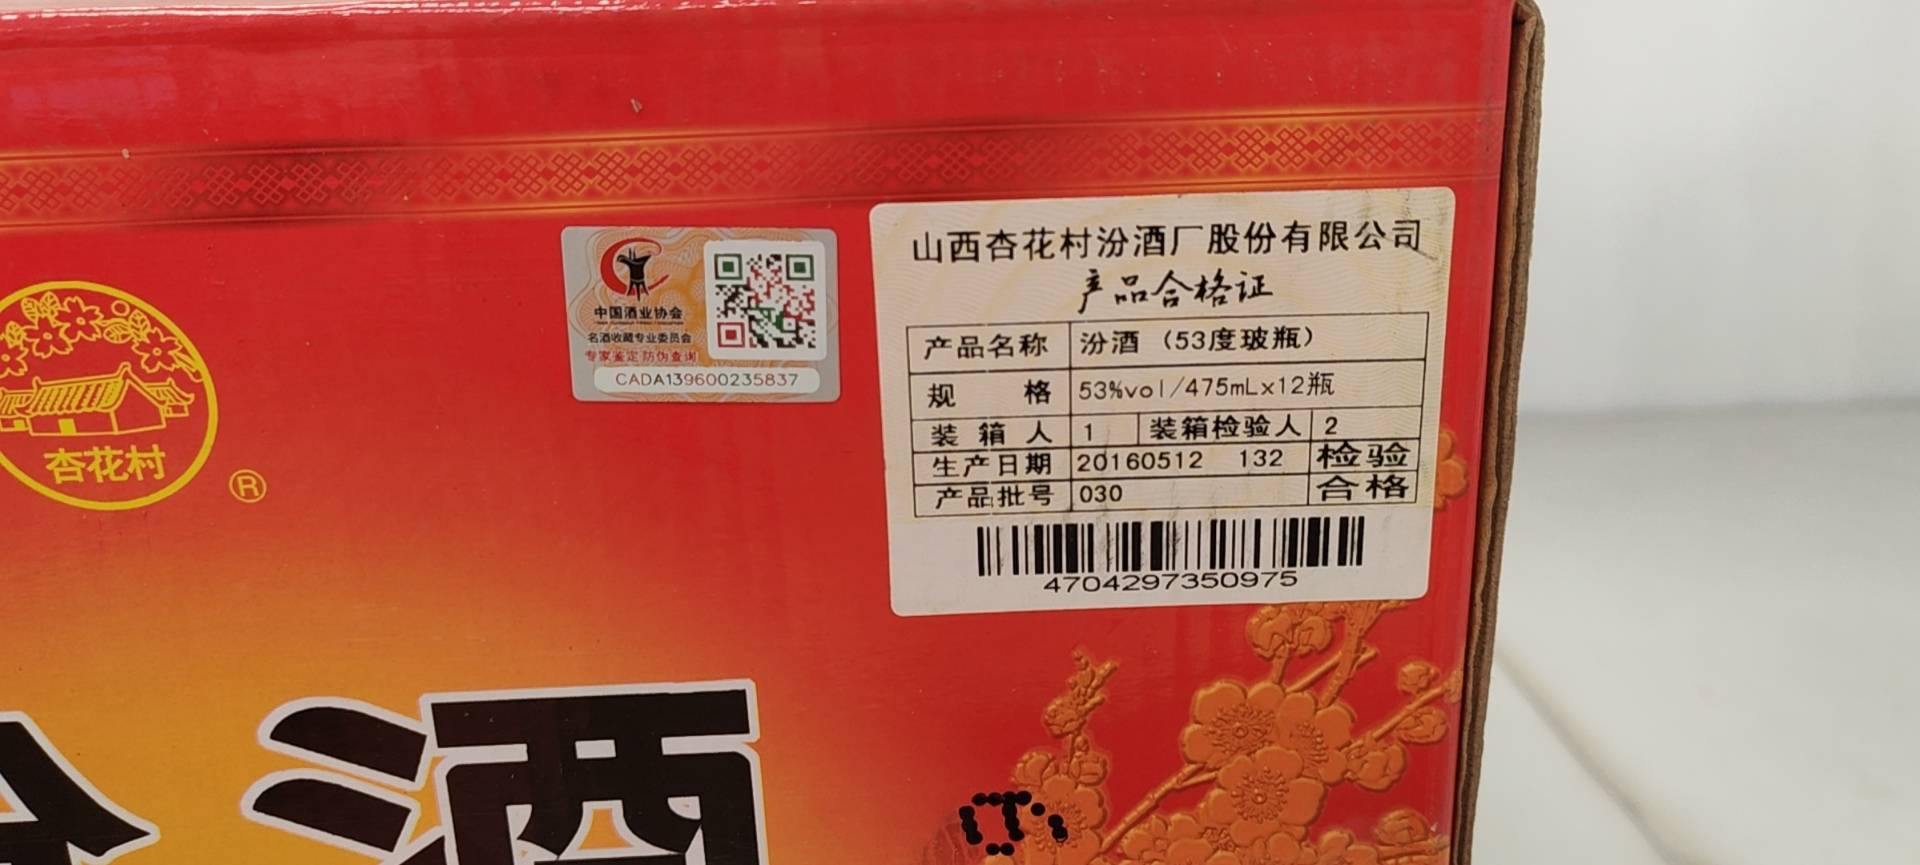 中国酒业协会
名酒收藏专业委员会
专家鉴定 防伪查询
CADA139600235837
山西杏花村汾酒厂股份有限公司
产品合格证
产品名称 汾酒（53度玻瓶）
规 格 53%vol/475mLx12瓶
装箱人 1 装箱检验人 2
生产日期 20160512 132 检验
产品批号 030 合格
4704297350975
杏花村
®
汾酒